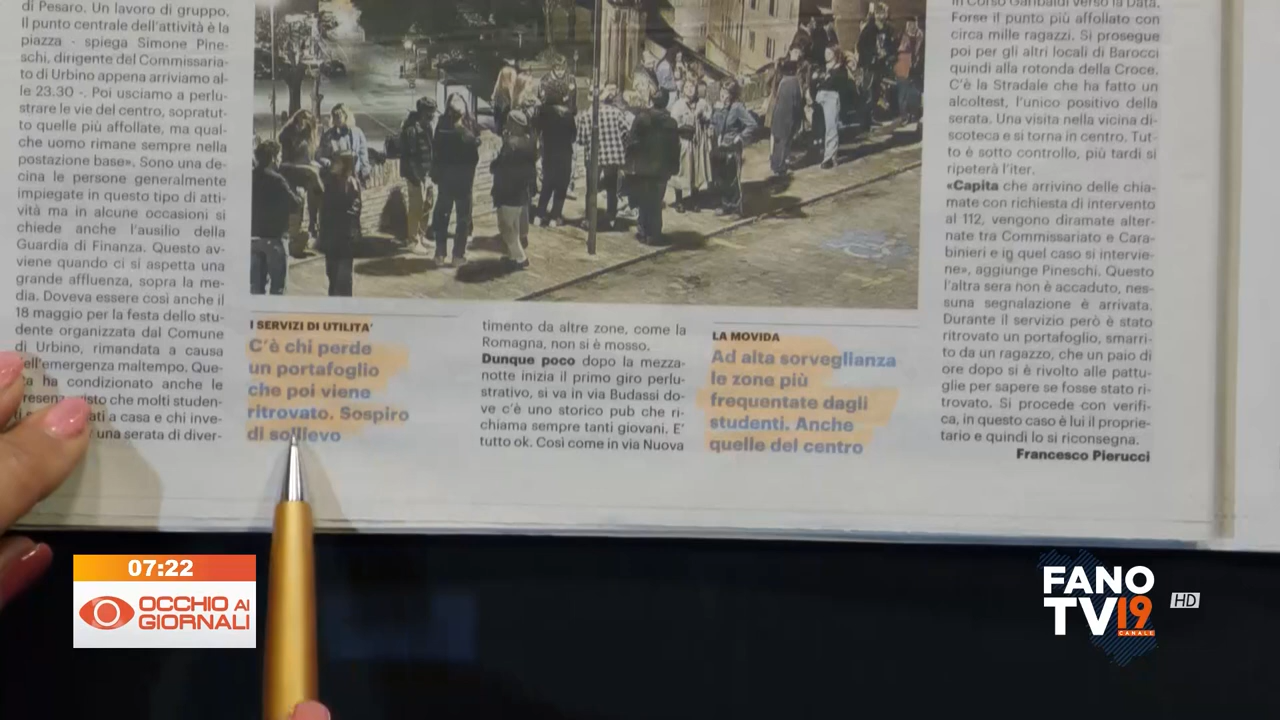 di Pesaro. Un lavoro di gruppo.
Il punto centrale dell'attività è la
piazza - spiega Simone Pine-
schi, dirigente del Commissaria-
to di Urbino appena arriviamo al-
le 23.30 -. Poi usciamo a perlu-
strare le vie del centro, sopratut-
to quelle più affollate, ma qual-
che uomo rimane sempre nella
postazione base». Sono una de-
cina le persone generalmente
impiegate in questo tipo di atti-
vità ma in alcune occasioni si
chiede anche l'ausilio della
Guardia di Finanza. Questo av-
viene quando ci si aspetta una
grande affluenza, sopra la me-
dia. Doveva essere così anche il
18 maggio per la festa dello stu-
dente organizzata dal Comune
di Urbino, rimandata a causa
dell'emergenza maltempo. Que-
ha condizionato anche le
visto che molti studen-
a casa e chi inve-
una serata di diver-
I SERVIZI DI UTILITA'
C'è chi perde
un portafoglio
che poi viene
ritrovato. Sospiro
di sollievo
timento da altre zone, come la
Romagna, non si è mosso.
Dunque poco dopo la mezza-
notte inizia il primo giro perlu-
strativo, si va in via Budassi do-
ve c'è uno storico pub che ri-
chiama sempre tanti giovani. E'
tutto ok. Così come in via Nuova
LA MOVIDA
Ad alta sorveglianza
le zone più
frequentate dagli
studenti. Anche
quelle del centro
in Corso Garibaldi verso la Data.
Forse il punto più affollato con
circa mille ragazzi. Si prosegue
poi per gli altri locali di Barocci
quindi alla rotonda della Croce.
C'è la Stradale che ha fatto un
alcoltest, l'unico positivo della
serata. Una visita nella vicina di-
scoteca e si torna in centro. Tut-
to è sotto controllo, più tardi si
ripeterà l'iter.
«Capita che arrivino delle chia-
mate con richiesta di intervento
al 112, vengono diramate alter-
nate tra Commissariato e Cara-
binieri e in quel caso si intervie-
ne», aggiunge Pineschi. Questo
l'altra sera non è accaduto, nes-
suna segnalazione è arrivata.
Durante il servizio però è stato
ritrovato un portafoglio, smarri-
to da un ragazzo, che un paio di
ore dopo si è rivolto alle pattu-
glie per sapere se fosse stato ri-
trovato. Si procede con verifi-
ca, in questo caso è lui il proprie-
tario e quindi lo si riconsegna.
Francesco Pierucci
07:22
OCCHIO AI
GIORNALI
FANO
TV19
CANALE
HD